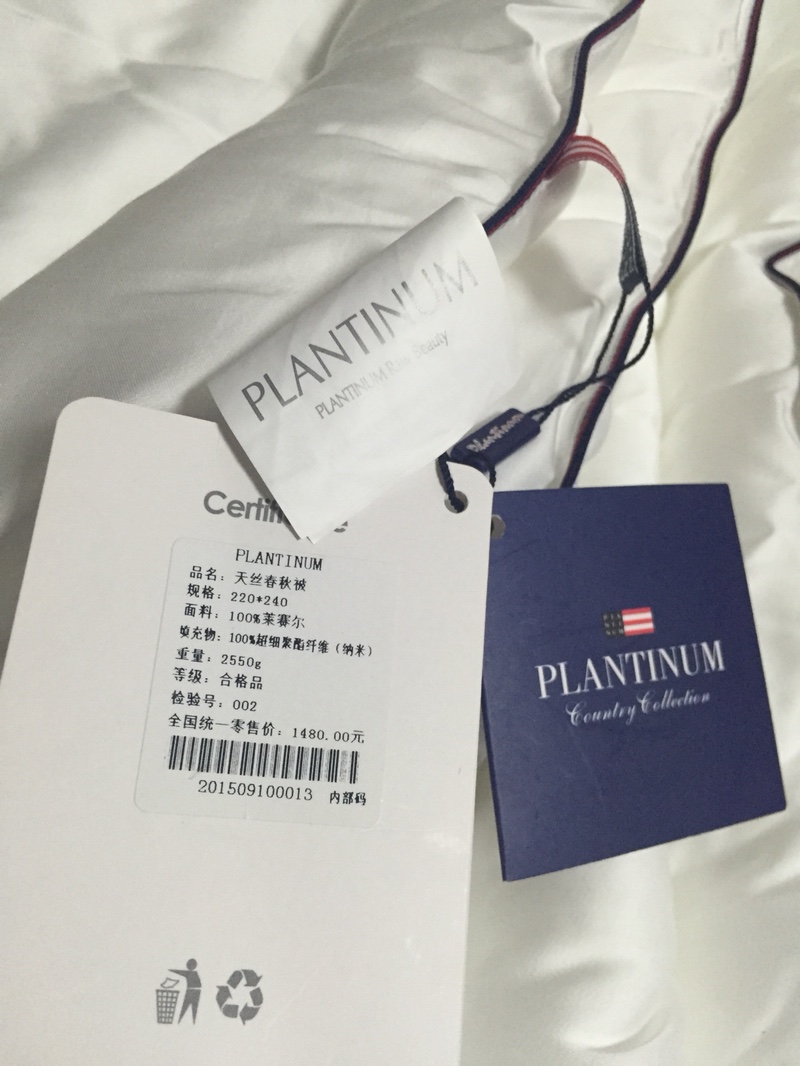 PLANTINUM
PLANTINUM Raw Beauty
Plantinum
PLANTINUM
品名：天丝春秋被
规格：220*240
面料：100%莱赛尔
填充物：100%超细聚酯纤维（纳米）
重量：2550g
等级：合格品
检验号：002
全国统一零售价：1480.00元
201509100013 内部码
PLANTINUM
Country Collection